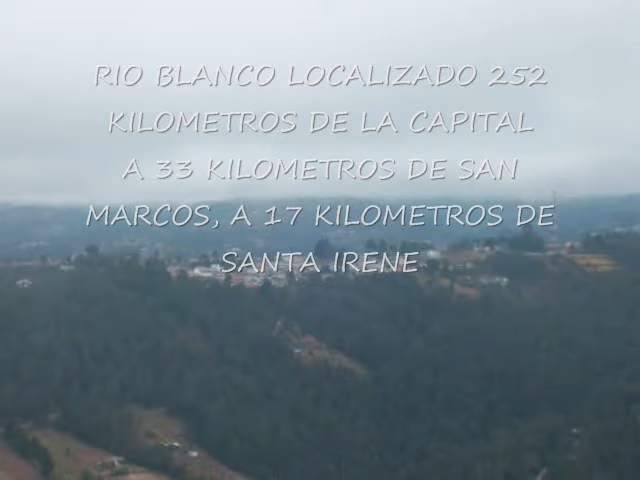 RIO BLANCO LOCALIZADO 252
KILOMETROS DE LA CAPITAL
A 33 KILOMETROS DE SAN
MARCOS, A 17 KILOMETROS DE
SANTA IRENE